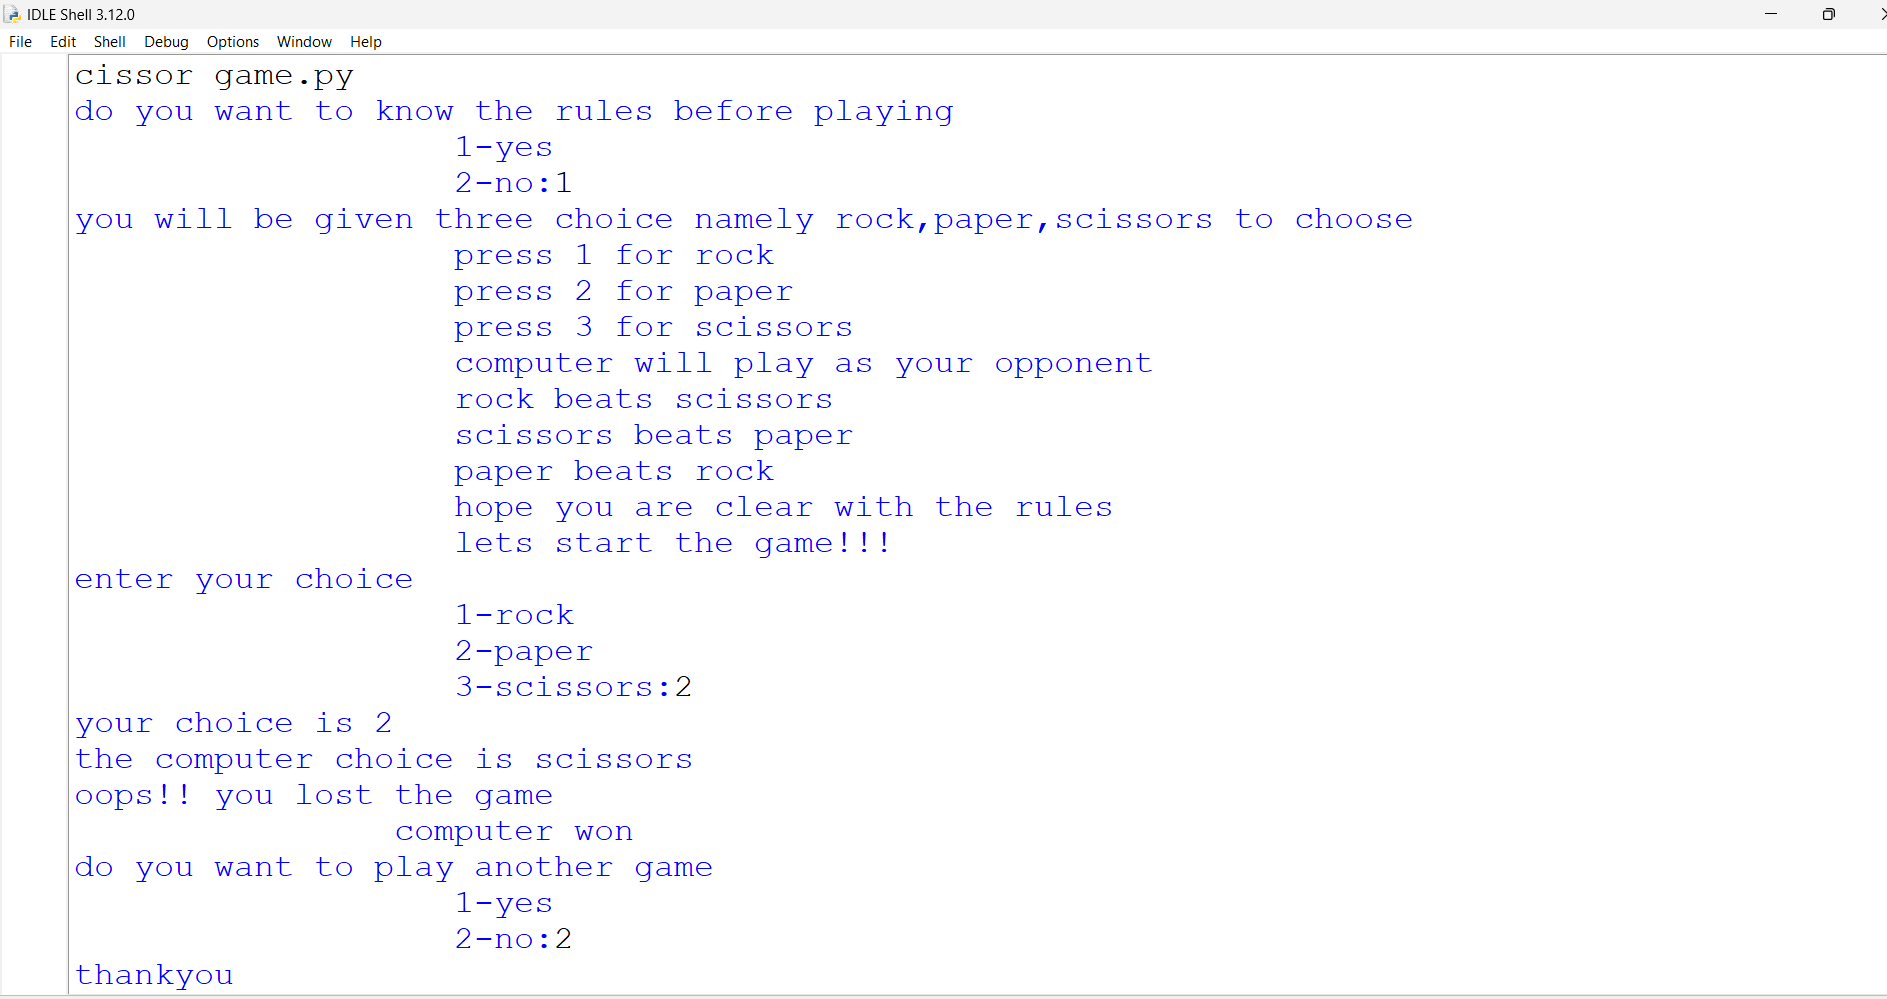 IDLE Shell 3.12.0
File Edit Shell Debug Options Window Help
cissor game.py
do you want to know the rules before playing
1-yes
2-no:1
you will be given three choice namely rock,paper,scissors to choose
press 1 for rock
press 2 for paper
press 3 for scissors
computer will play as your opponent
rock beats scissors
scissors beats paper
paper beats rock
hope you are clear with the rules
lets start the game!!!
enter your choice
1-rock
2-paper
3-scissors:2
your choice is 2
the computer choice is scissors
oops!! you lost the game
computer won
do you want to play another game
1-yes
2-no:2
thankyou